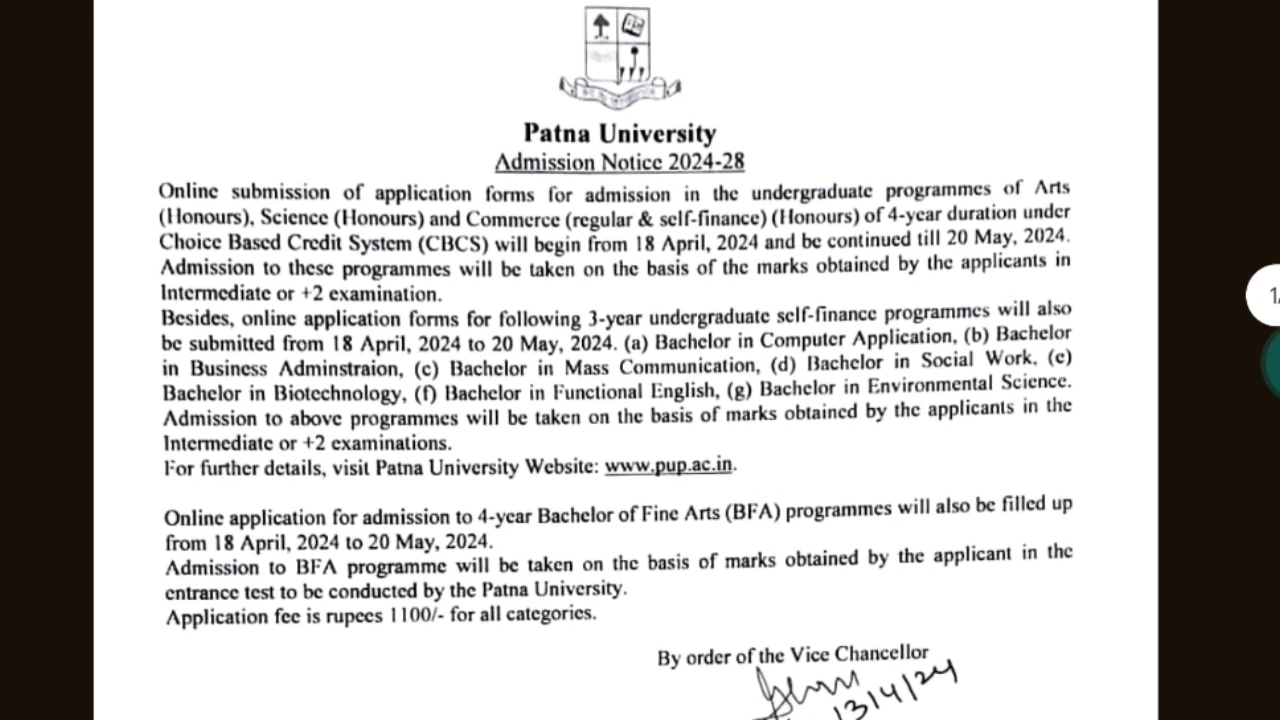 Patna University
Admission Notice 2024-28
Online submission of application forms for admission in the undergraduate programmes of Arts
(Honours), Science (Honours) and Commerce (regular & self-finance) (Honours) of 4-year duration under
Choice Based Credit System (CBCS) will begin from 18 April, 2024 and be continued till 20 May, 2024.
Admission to these programmes will be taken on the basis of the marks obtained by the applicants in
Intermediate or +2 examination.
Besides, online application forms for following 3-year undergraduate self-finance programmes will also
be submitted from 18 April, 2024 to 20 May, 2024. (a) Bachelor in Computer Application, (b) Bachelor
in Business Adminstraion, (c) Bachelor in Mass Communication, (d) Bachelor in Social Work, (e)
Bachelor in Biotechnology, (f) Bachelor in Functional English, (g) Bachelor in Environmental Science.
Admission to above programmes will be taken on the basis of marks obtained by the applicants in the
Intermediate or +2 examinations.
For further details, visit Patna University Website: www.pup.ac.in.
Online application for admission to 4-year Bachelor of Fine Arts (BFA) programmes will also be filled up
from 18 April, 2024 to 20 May, 2024.
Admission to BFA programme will be taken on the basis of marks obtained by the applicant in the
entrance test to be conducted by the Patna University.
Application fee is rupees 1100/- for all categories.
By order of the Vice Chancellor
13/4/24
1/